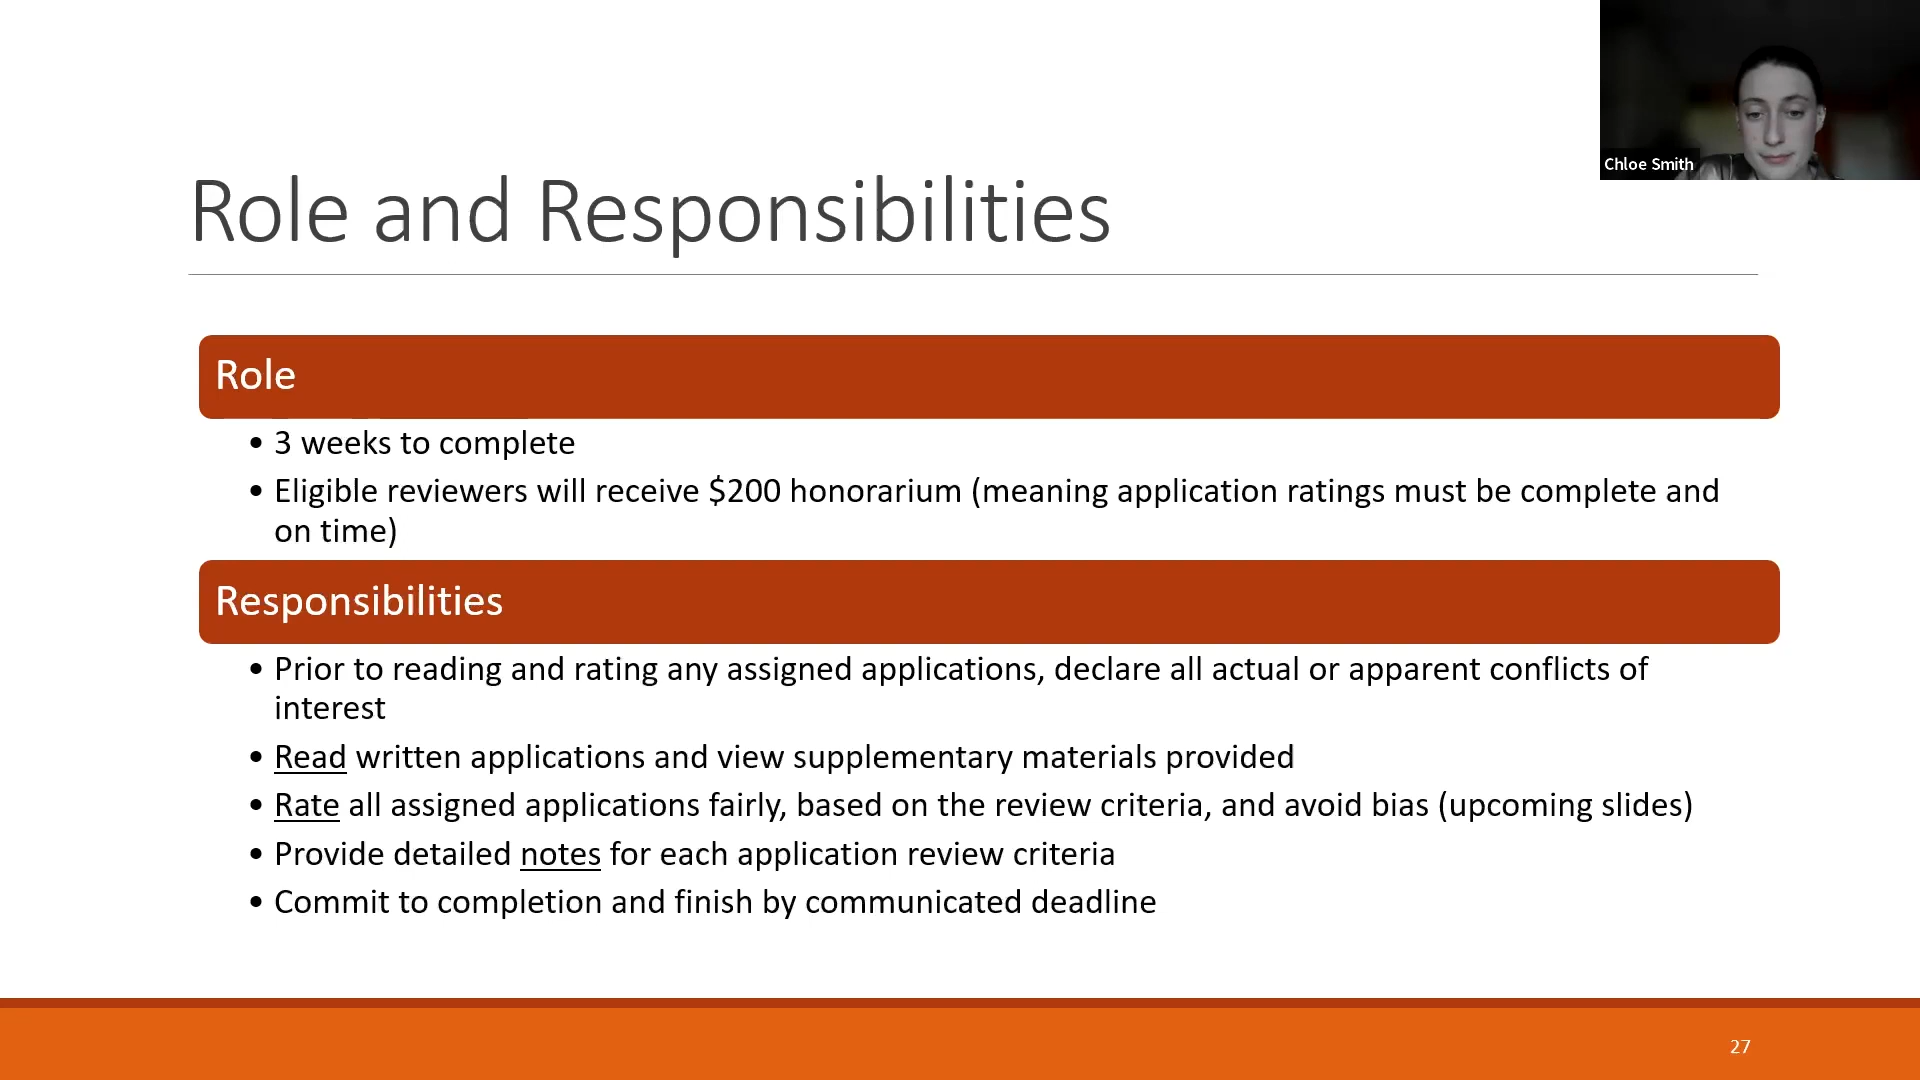 Chloe Smith
Role and Responsibilities
Role
• 3 weeks to complete
• Eligible reviewers will receive $200 honorarium (meaning application ratings must be complete and
on time)
Responsibilities
• Prior to reading and rating any assigned applications, declare all actual or apparent conflicts of
interest
• Read written applications and view supplementary materials provided
• Rate all assigned applications fairly, based on the review criteria, and avoid bias (upcoming slides)
• Provide detailed notes for each application review criteria
• Commit to completion and finish by communicated deadline
27